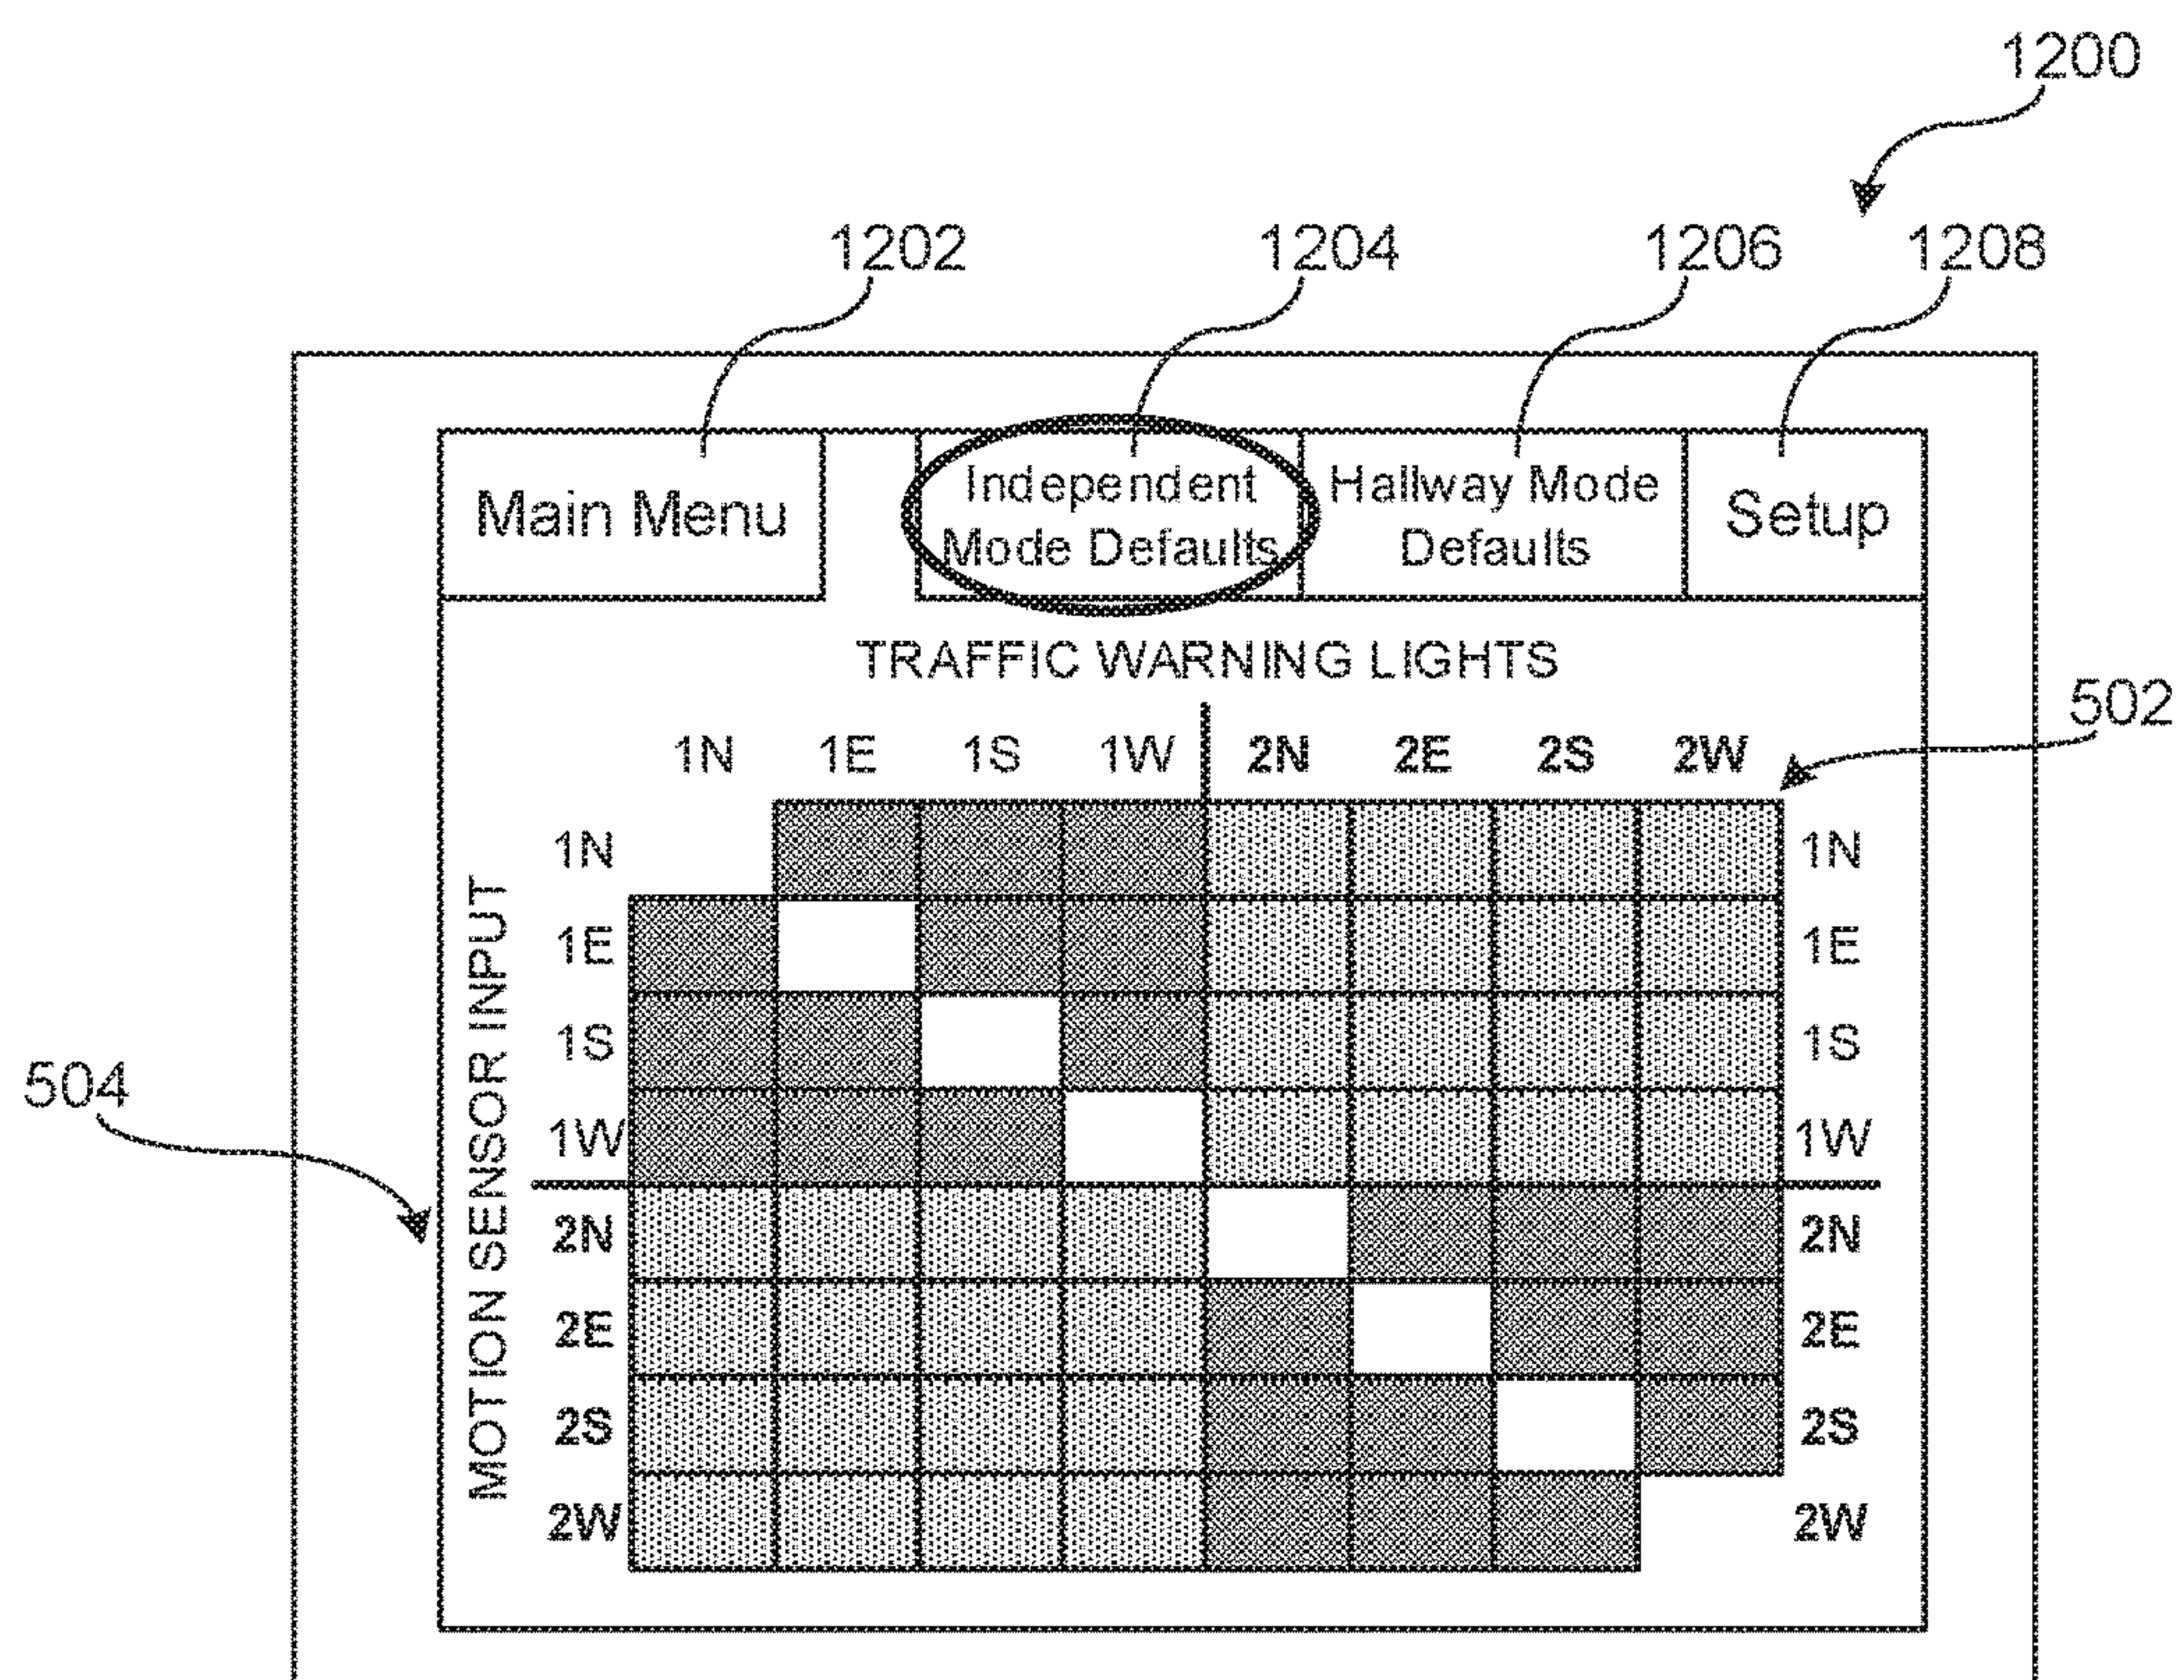 1200
1202 1204 1206 1208
Main Menu
Independent
Mode Defaults
Hallway Mode
Defaults
Setup
TRAFFIC WARNING LIGHTS
502
1N 1E 1S 1W 2N 2E 2S 2W
MOTION SENSOR INPUT
504
1N 1N
1E 1E
1S 1S
1W 1W
2N 2N
2E 2E
2S 2S
2W 2W